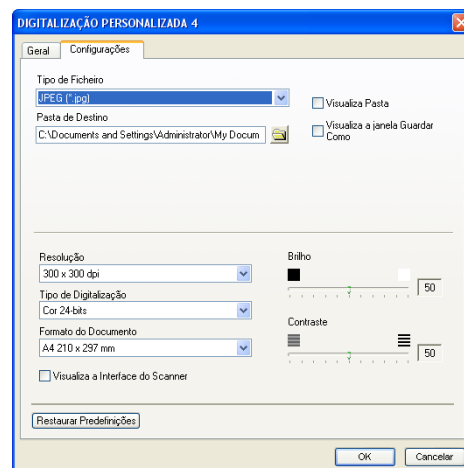 DIGITALIZAÇÃO PERSONALIZADA 4
Geral
Configurações
Tipo de Ficheiro
JPEG (*.jpg)
Visualiza Pasta
Pasta de Destino
C:\Documents and Settings\Administrator\My Docum
Visualiza a janela Guardar
Como
Resolução
300 x 300 dpi
Tipo de Digitalização
Cor 24-bits
Formato do Documento
A4 210 x 297 mm
Visualiza a Interface do Scanner
Brilho
50
Contraste
50
Restaurar Predefinições
OK
Cancelar